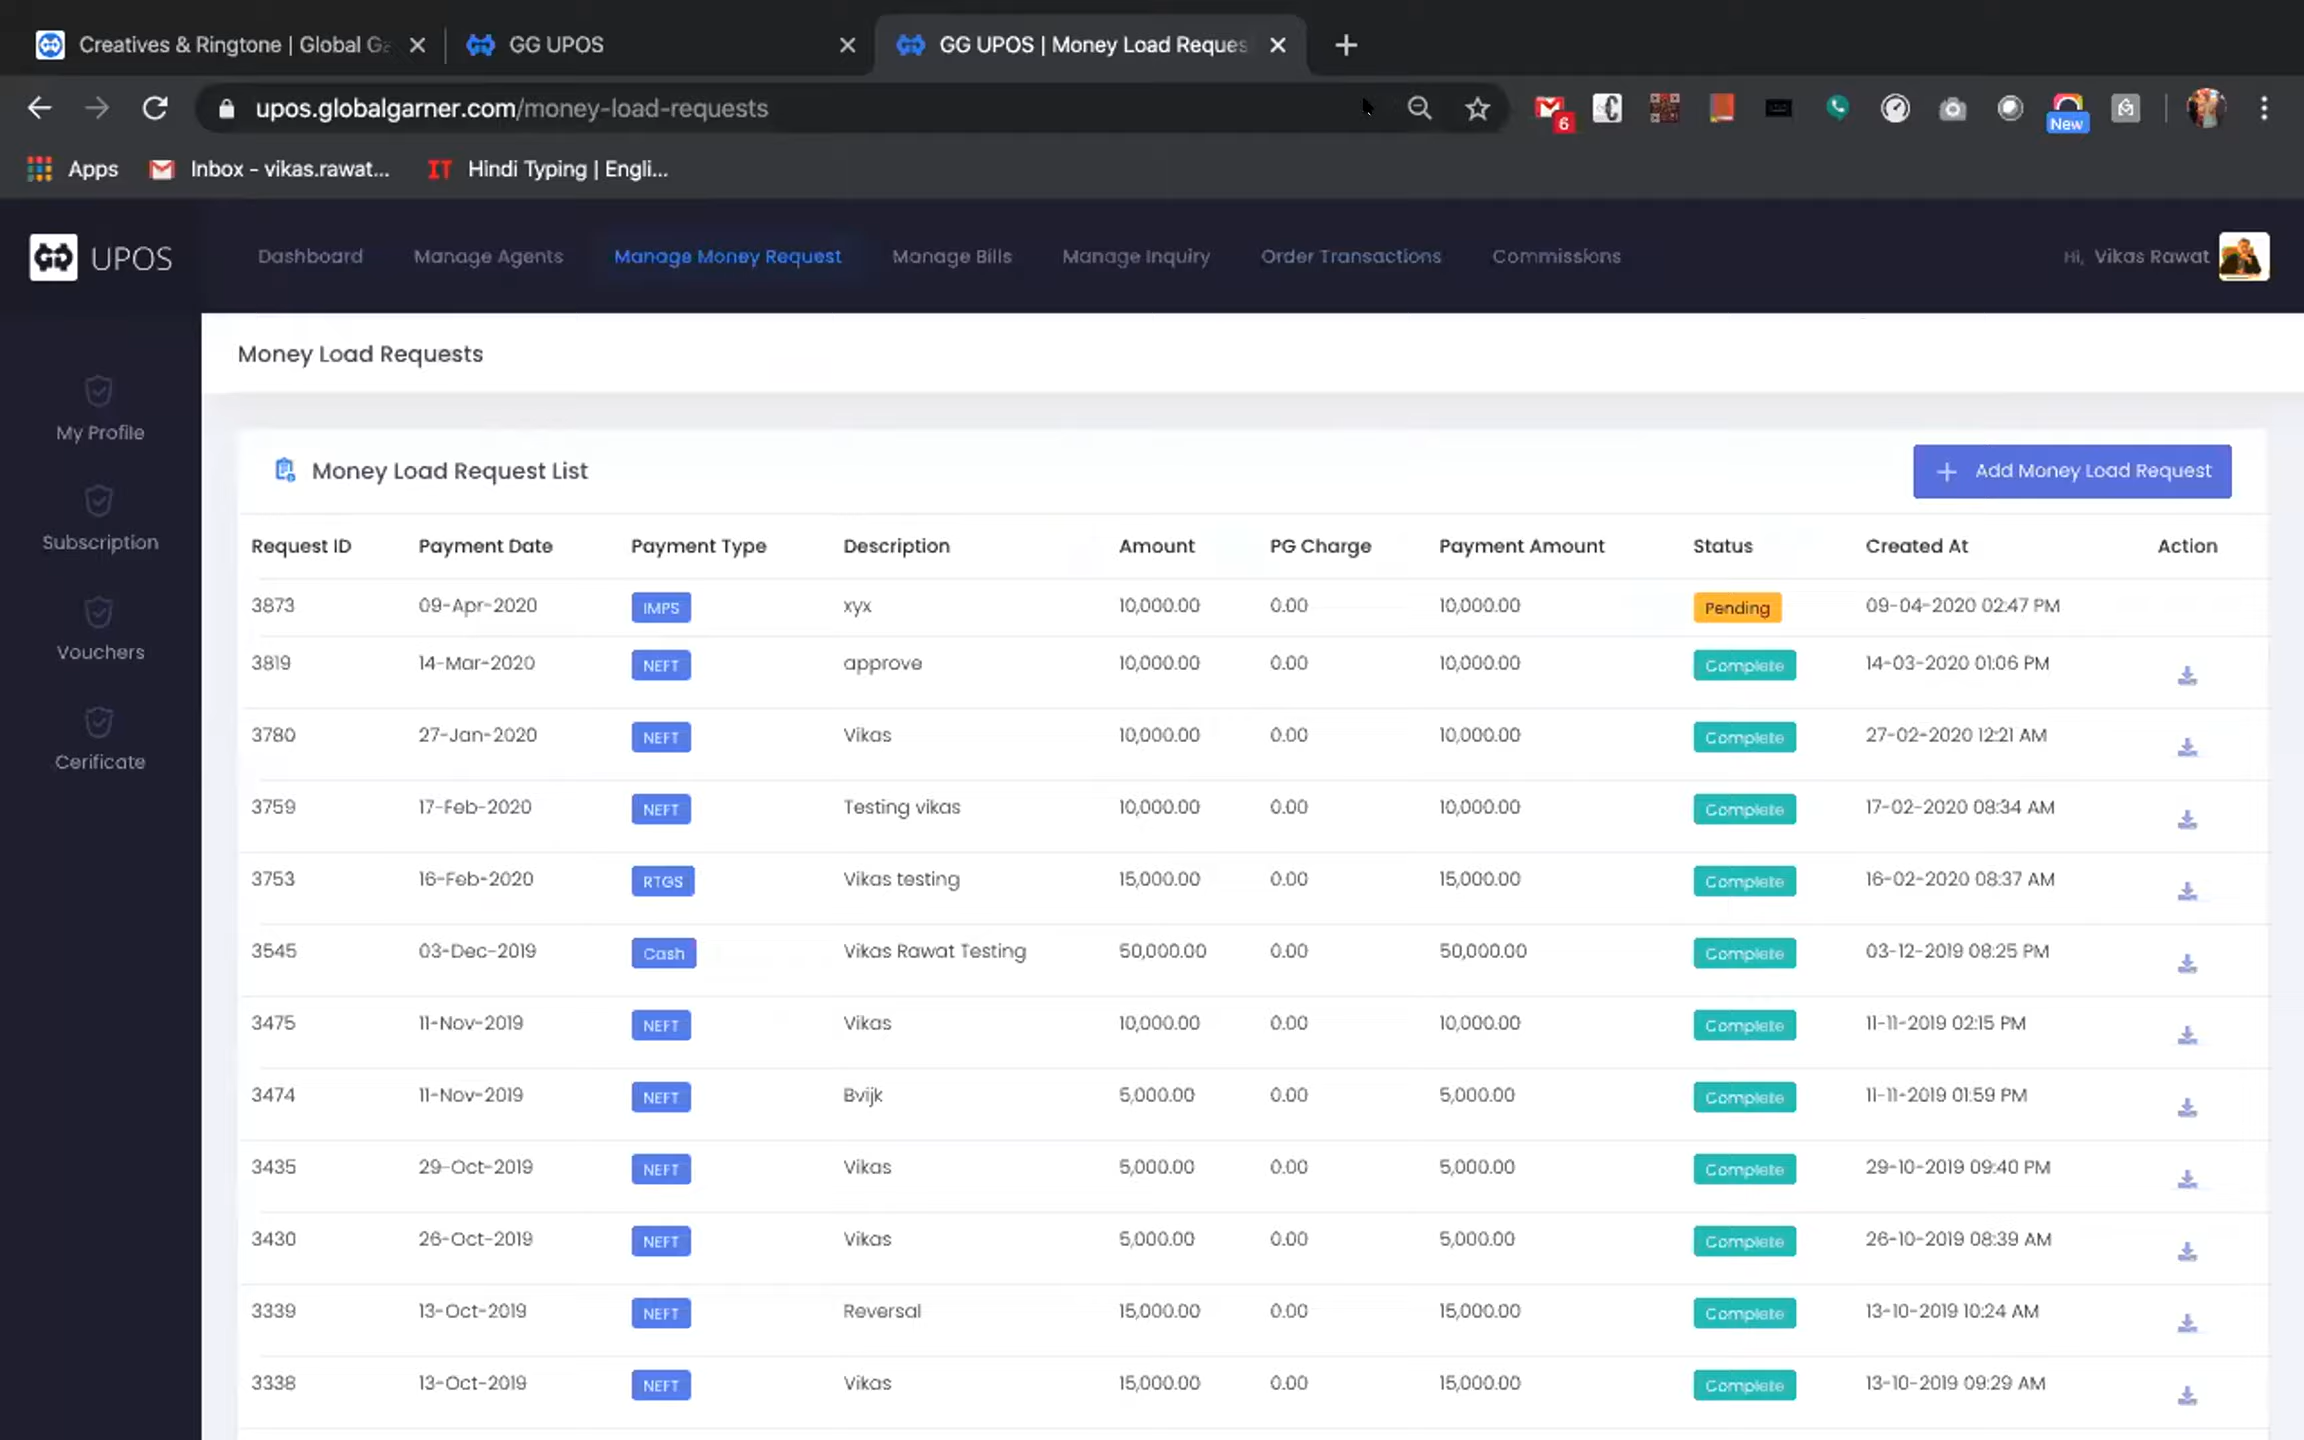 Creatives & Ringtone | Global Ga
GG UPOS
GG UPOS | Money Load Reques
upos.globalgarner.com/money-load-requests
6
New
Apps
Inbox - vikas.rawat...
IT Hindi Typing | Engli...
UPOS
Dashboard
Manage Agents
Manage Money Request
Manage Bills
Manage Inquiry
Order Transactions
Commissions
Hi, Vikas Rawat
My Profile
Subscription
Vouchers
Cerificate
Money Load Requests
Money Load Request List
+ Add Money Load Request
Request ID Payment Date Payment Type Description Amount PG Charge Payment Amount Status Created At Action
3873 09-Apr-2020 IMPS xyx 10,000.00 0.00 10,000.00 Pending 09-04-2020 02:47 PM
3819 14-Mar-2020 NEFT approve 10,000.00 0.00 10,000.00 Complete 14-03-2020 01:06 PM
3780 27-Jan-2020 NEFT Vikas 10,000.00 0.00 10,000.00 Complete 27-02-2020 12:21 AM
3759 17-Feb-2020 NEFT Testing vikas 10,000.00 0.00 10,000.00 Complete 17-02-2020 08:34 AM
3753 16-Feb-2020 RTGS Vikas testing 15,000.00 0.00 15,000.00 Complete 16-02-2020 08:37 AM
3545 03-Dec-2019 Cash Vikas Rawat Testing 50,000.00 0.00 50,000.00 Complete 03-12-2019 08:25 PM
3475 11-Nov-2019 NEFT Vikas 10,000.00 0.00 10,000.00 Complete 11-11-2019 02:15 PM
3474 11-Nov-2019 NEFT Bvijk 5,000.00 0.00 5,000.00 Complete 11-11-2019 01:59 PM
3435 29-Oct-2019 NEFT Vikas 5,000.00 0.00 5,000.00 Complete 29-10-2019 09:40 PM
3430 26-Oct-2019 NEFT Vikas 5,000.00 0.00 5,000.00 Complete 26-10-2019 08:39 AM
3339 13-Oct-2019 NEFT Reversal 15,000.00 0.00 15,000.00 Complete 13-10-2019 10:24 AM
3338 13-Oct-2019 NEFT Vikas 15,000.00 0.00 15,000.00 Complete 13-10-2019 09:29 AM